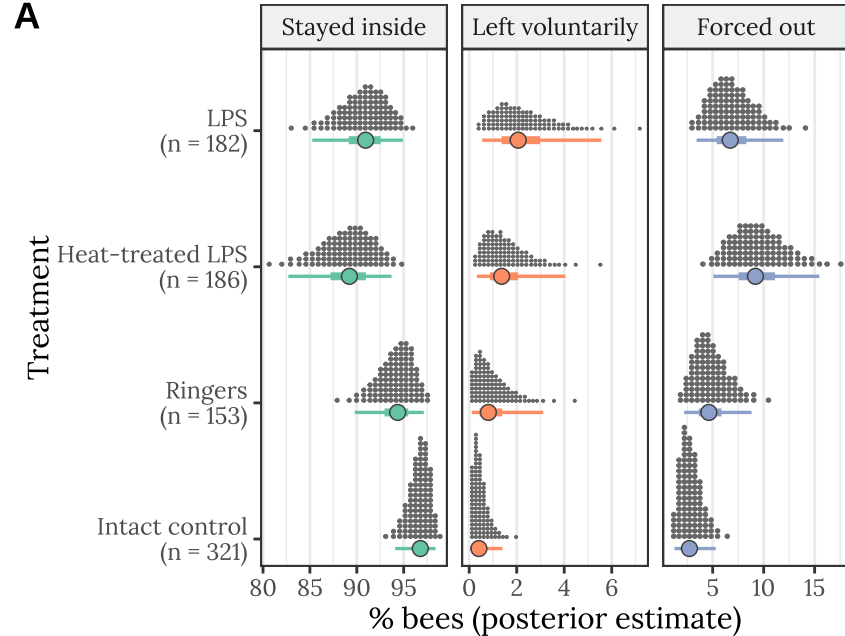 A
Stayed inside
Left voluntarily
Forced out
LPS
(n = 182)
Heat-treated LPS
(n = 186)
Ringers
(n = 153)
Intact control
(n = 321)
Treatment
80 85 90 95
0 2 4 6
5 10 15
% bees (posterior estimate)